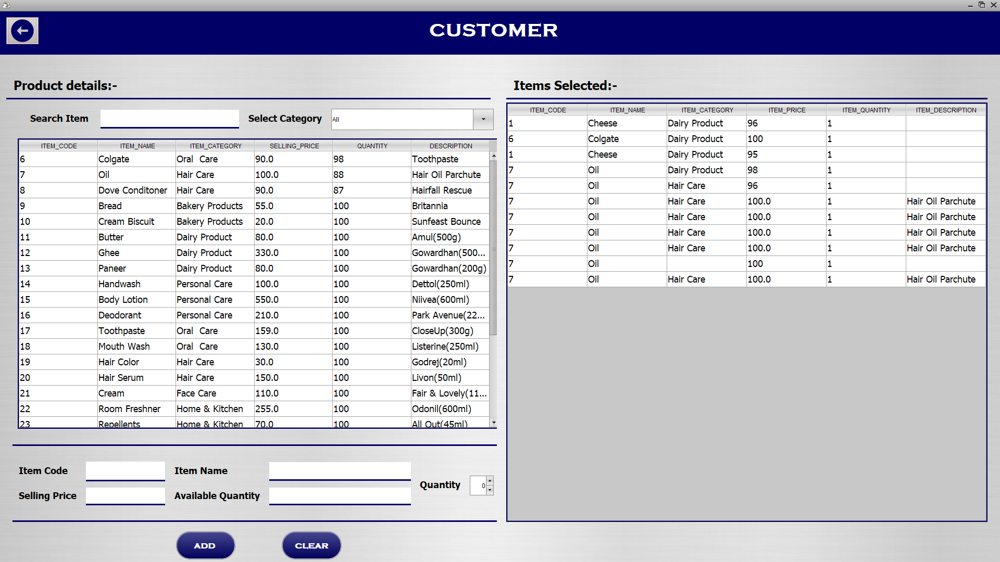 CUSTOMER
Product details:-
Search Item
Select Category
All
ITEM_CODE ITEM_NAME ITEM_CATEGORY SELLING_PRICE QUANTITY DESCRIPTION
6 Colgate Oral  Care 90.0 98 Toothpaste
7 Oil Hair Care 100.0 88 Hair Oil Parchute
8 Dove Conditoner Hair Care 90.0 87 Hairfall Rescue
9 Bread Bakery Products 55.0 100 Britannia
10 Cream Biscuit Bakery Products 20.0 100 Sunfeast Bounce
11 Butter Dairy Product 80.0 100 Amul(500g)
12 Ghee Dairy Product 330.0 100 Gowardhan(500...
13 Paneer Dairy Product 80.0 100 Gowardhan(200g)
14 Handwash Personal Care 100.0 100 Dettol(250ml)
15 Body Lotion Personal Care 550.0 100 Niivea(600ml)
16 Deodorant Personal Care 210.0 100 Park Avenue(22...
17 Toothpaste Oral  Care 159.0 100 CloseUp(300g)
18 Mouth Wash Oral  Care 130.0 100 Listerine(250ml)
19 Hair Color Hair Care 30.0 100 Godrej(20ml)
20 Hair Serum Hair Care 150.0 100 Livon(50ml)
21 Cream Face Care 110.0 100 Fair & Lovely(11...
22 Room Freshner Home & Kitchen 255.0 100 Odonil(600ml)
23 Repellents Home & Kitchen 70.0 100 All Out(45ml)
Item Code
Item Name
Selling Price
Available Quantity
Quantity
0
ADD
CLEAR
Items Selected:-
ITEM_CODE ITEM_NAME ITEM_CATEGORY ITEM_PRICE ITEM_QUANTITY ITEM_DESCRIPTION
1 Cheese Dairy Product 96 1
6 Colgate Dairy Product 100 1
1 Cheese Dairy Product 95 1
7 Oil Dairy Product 98 1
7 Oil Hair Care 96 1
7 Oil Hair Care 100.0 1 Hair Oil Parchute
7 Oil Hair Care 100.0 1 Hair Oil Parchute
7 Oil Hair Care 100.0 1 Hair Oil Parchute
7 Oil Hair Care 100.0 1 Hair Oil Parchute
7 Oil 100 1
7 Oil Hair Care 100.0 1 Hair Oil Parchute